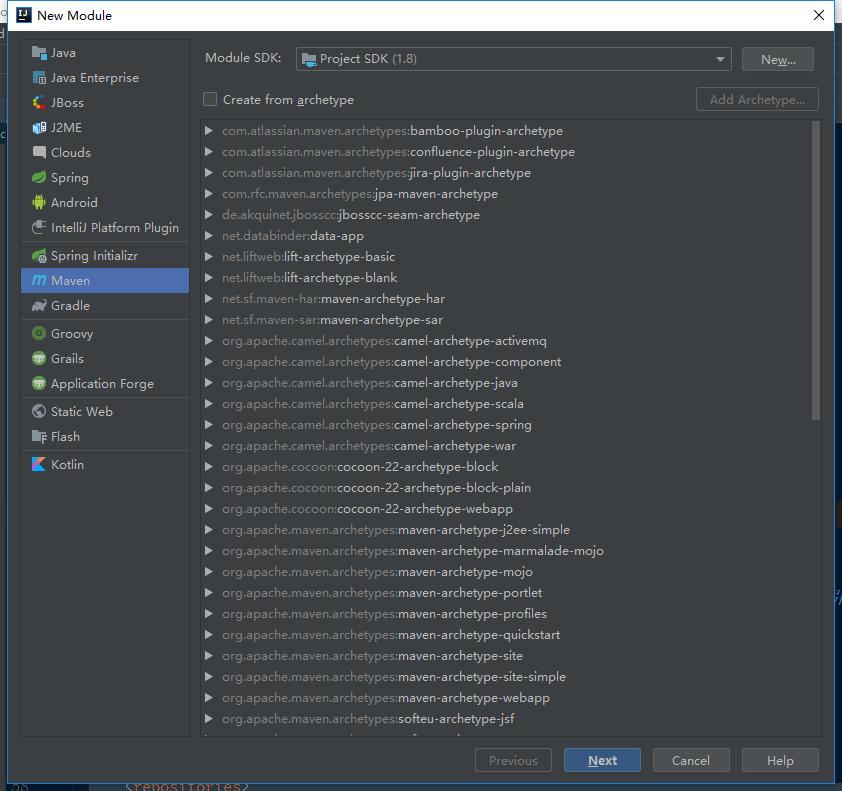 New Module
Java
Java Enterprise
JBoss
J2ME
Clouds
Spring
Android
IntelliJ Platform Plugin
Spring Initializr
Maven
Gradle
Groovy
Grails
Application Forge
Static Web
Flash
Kotlin
Module SDK: Project SDK (1.8) New...
Create from archetype Add Archetype...
com.atlassian.maven.archetypes:bamboo-plugin-archetype
com.atlassian.maven.archetypes:confluence-plugin-archetype
com.atlassian.maven.archetypes:jira-plugin-archetype
com.rfc.maven.archetypes:jpa-maven-archetype
de.akquinet.jbosscc:jbosscc-seam-archetype
net.databinder:data-app
net.liftweb:lift-archetype-basic
net.liftweb:lift-archetype-blank
net.sf.maven-har:maven-archetype-har
net.sf.maven-sar:maven-archetype-sar
org.apache.camel.archetypes:camel-archetype-activemq
org.apache.camel.archetypes:camel-archetype-component
org.apache.camel.archetypes:camel-archetype-java
org.apache.camel.archetypes:camel-archetype-scala
org.apache.camel.archetypes:camel-archetype-spring
org.apache.camel.archetypes:camel-archetype-war
org.apache.cocoon:cocoon-22-archetype-block
org.apache.cocoon:cocoon-22-archetype-block-plain
org.apache.cocoon:cocoon-22-archetype-webapp
org.apache.maven.archetypes:maven-archetype-j2ee-simple
org.apache.maven.archetypes:maven-archetype-marmalade-mojo
org.apache.maven.archetypes:maven-archetype-mojo
org.apache.maven.archetypes:maven-archetype-portlet
org.apache.maven.archetypes:maven-archetype-profiles
org.apache.maven.archetypes:maven-archetype-quickstart
org.apache.maven.archetypes:maven-archetype-site
org.apache.maven.archetypes:maven-archetype-site-simple
org.apache.maven.archetypes:maven-archetype-webapp
org.apache.maven.archetypes:softeu-archetype-jsf
Previous Next Cancel Help
<repositories>